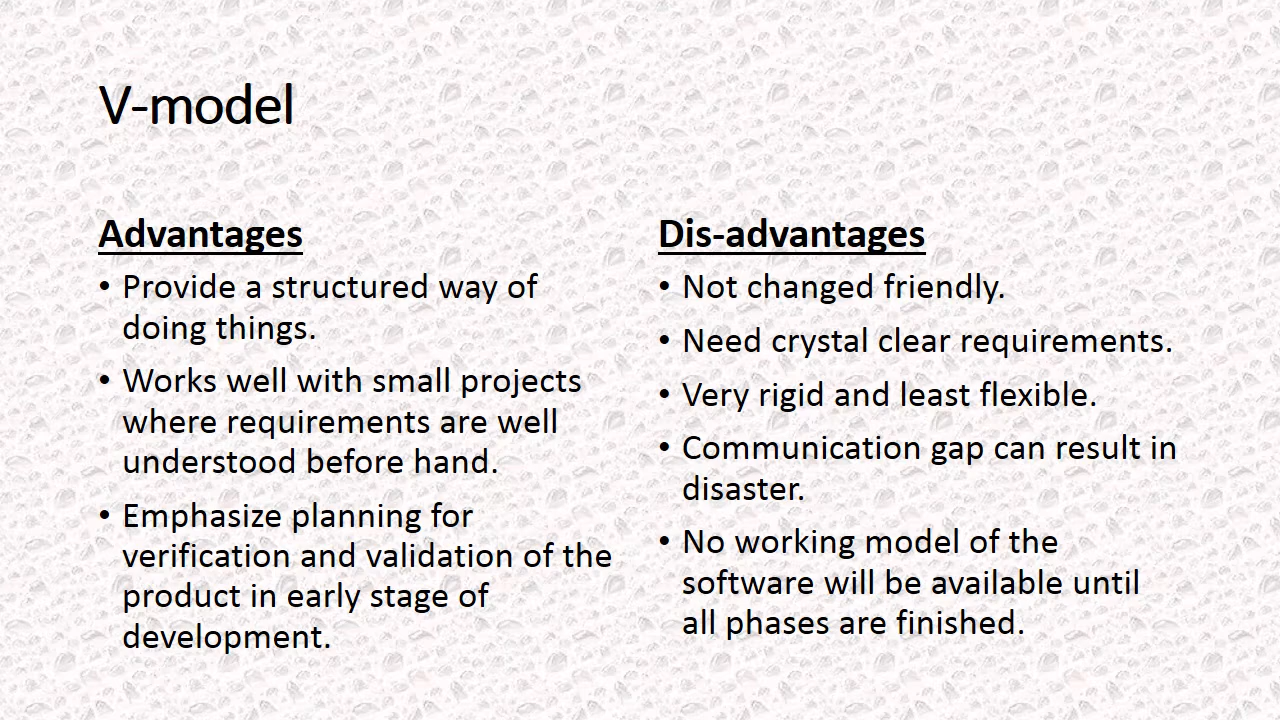 V-model
Advantages
• Provide a structured way of
doing things.
• Works well with small projects
where requirements are well
understood before hand.
• Emphasize planning for
verification and validation of the
product in early stage of
development.
Dis-advantages
• Not changed friendly.
• Need crystal clear requirements.
• Very rigid and least flexible.
• Communication gap can result in
disaster.
• No working model of the
software will be available until
all phases are finished.